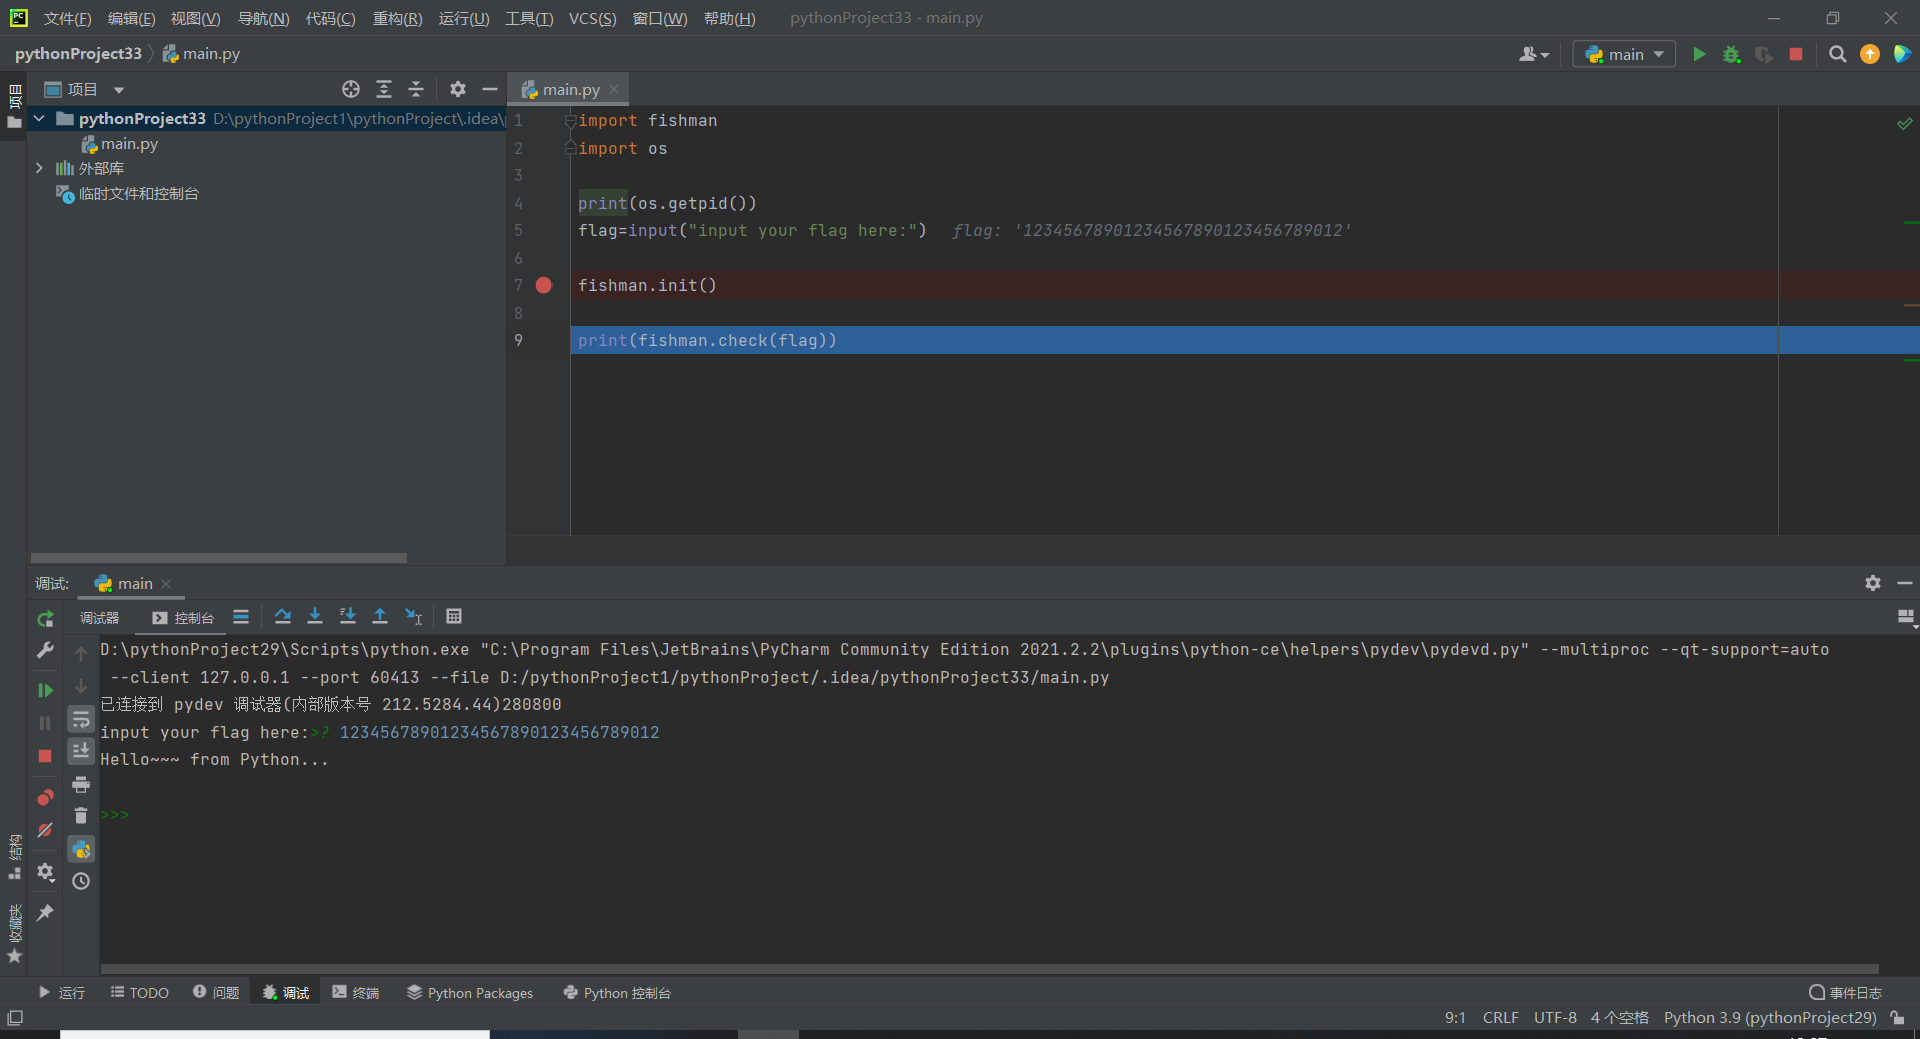 文件(F) 编辑(E) 视图(V) 导航(N) 代码(C) 重构(R) 运行(U) 工具(T) VCS(S) 窗口(W) 帮助(H) pythonProject33 - main.py
pythonProject33 main.py
main
项目
项目
main.py
pythonProject33 D:\pythonProject1\pythonProject\.idea\
main.py
外部库
临时文件和控制台
1 import fishman
2 import os
3
4 print(os.getpid())
5 flag=input("input your flag here:") flag: '12345678901234567890123456789012'
6
7 fishman.init()
8
9 print(fishman.check(flag))
调试: main
调试器 控制台
D:\pythonProject29\Scripts\python.exe "C:\Program Files\JetBrains\PyCharm Community Edition 2021.2.2\plugins\python-ce\helpers\pydev\pydevd.py" --multiproc --qt-support=auto
--client 127.0.0.1 --port 60413 --file D:/pythonProject1/pythonProject/.idea/pythonProject33/main.py
已连接到 pydev 调试器(内部版本号 212.5284.44)280800
input your flag here:>? 12345678901234567890123456789012
Hello~~~ from Python...
>>>
结构
收藏夹
运行 TODO 问题 调试 终端 Python Packages Python 控制台 事件日志
9:1 CRLF UTF-8 4 个空格 Python 3.9 (pythonProject29)